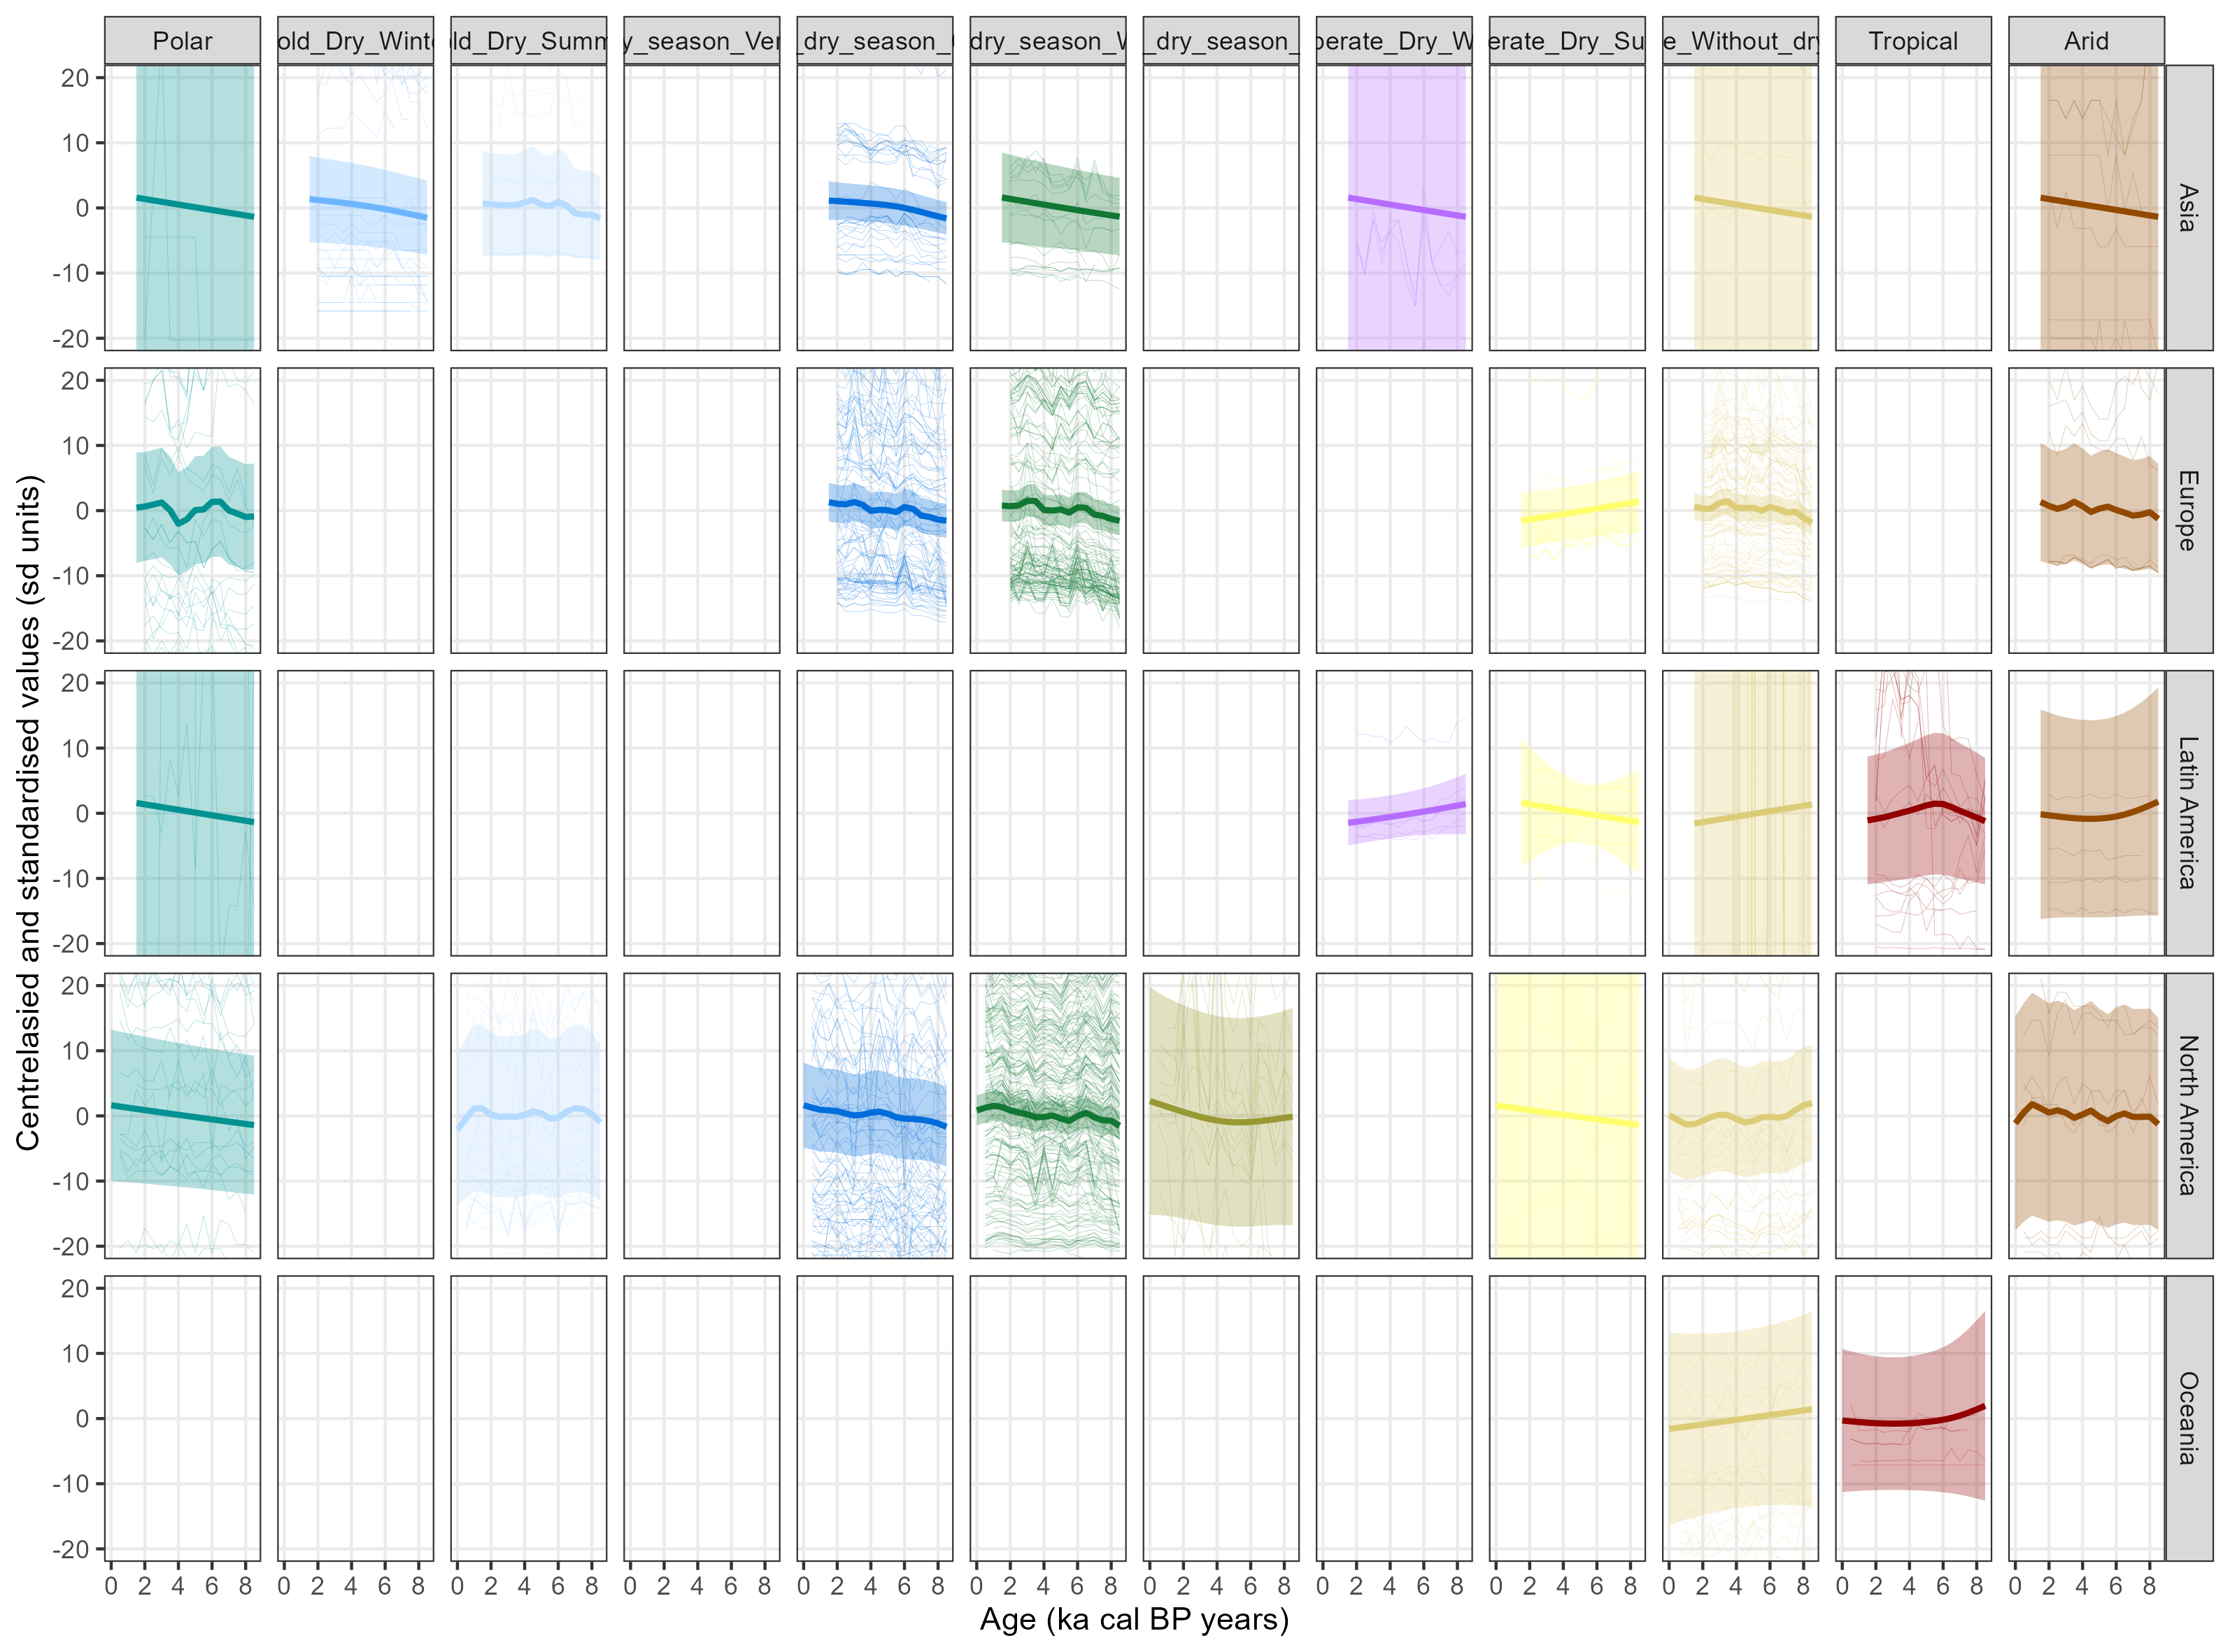 Polar old_Dry_Winte ld_Dry_Summ y_season_Ver _dry_season_ dry_season_W _dry_season_ perate_Dry_W erate_Dry_Su e_Without_dry Tropical Arid
20
10
0
-10
-20
Asia
20
10
0
-10
-20
Europe
20
10
0
-10
-20
Latin America
20
10
0
-10
-20
North America
20
10
0
-10
-20
Oceania
Centrelasied and standardised values (sd units)
0 2 4 6 8 0 2 4 6 8 0 2 4 6 8 0 2 4 6 8 0 2 4 6 8 0 2 4 6 8 0 2 4 6 8 0 2 4 6 8 0 2 4 6 8 0 2 4 6 8 0 2 4 6 8 0 2 4 6 8
Age (ka cal BP years)